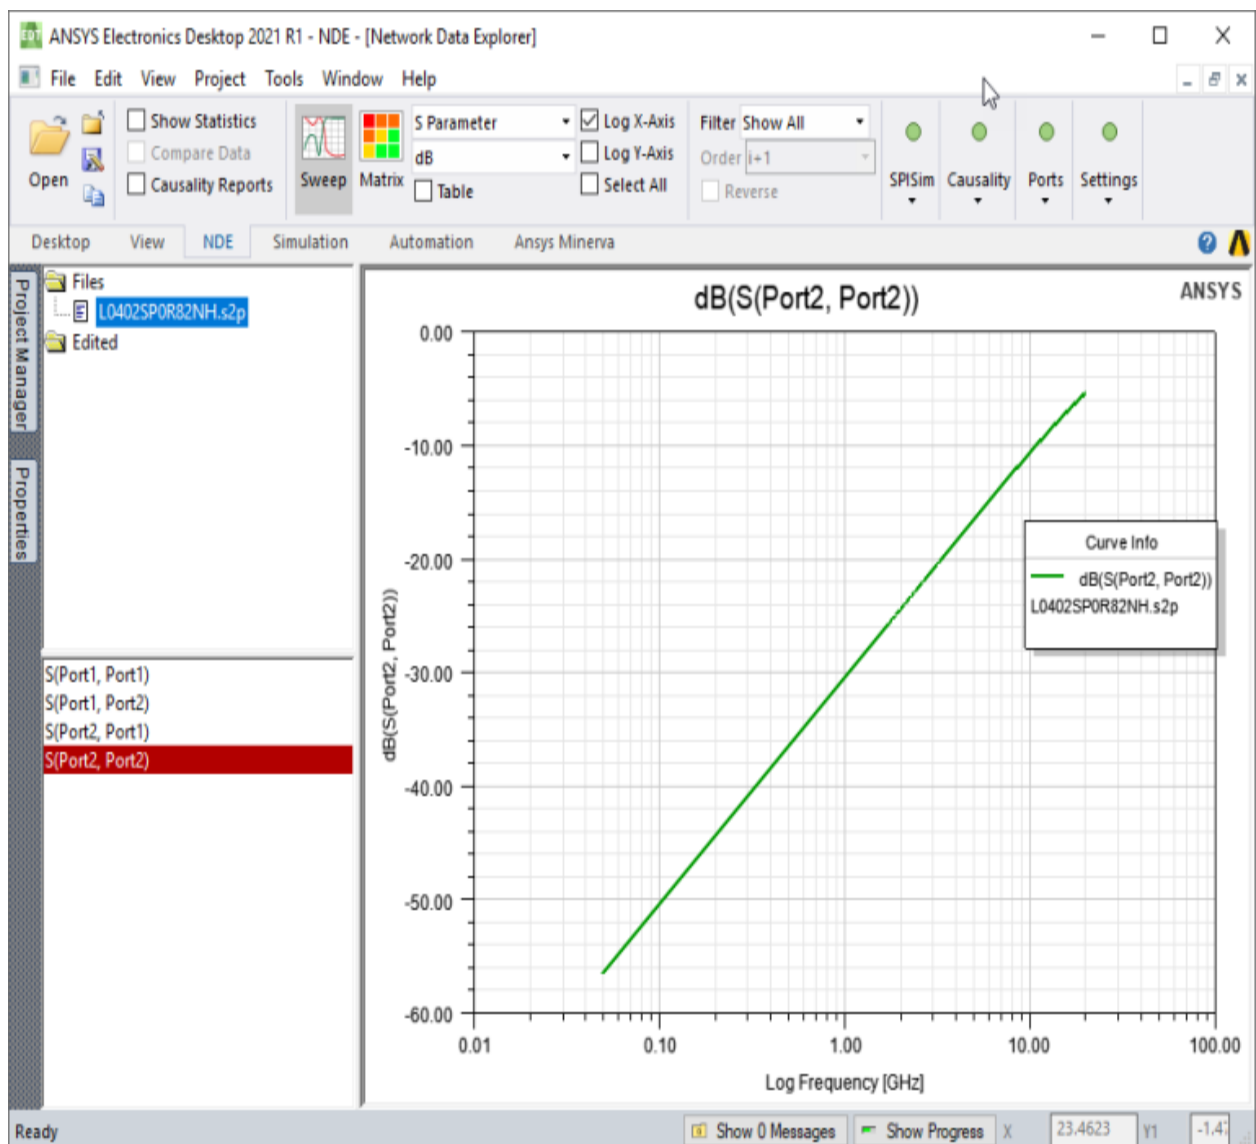 ANSYS Electronics Desktop 2021 R1 - NDE - [Network Data Explorer]
File Edit View Project Tools Window Help
Open
Show Statistics
Compare Data
Causality Reports
Sweep
Matrix
S Parameter
dB
Table
Log X-Axis
Log Y-Axis
Select All
Filter Show All
Order i+1
Reverse
SPISim
Causality
Ports
Settings
Desktop View NDE Simulation Automation Ansys Minerva
Project Manager
Properties
Files
L0402SP0R82NH.s2p
Edited
S(Port1, Port1)
S(Port1, Port2)
S(Port2, Port1)
S(Port2, Port2)
dB(S(Port2, Port2))
ANSYS
dB(S(Port2, Port2))
0.00
-10.00
-20.00
-30.00
-40.00
-50.00
-60.00
0.01 0.10 1.00 10.00 100.00
Log Frequency [GHz]
Curve Info
dB(S(Port2, Port2))
L0402SP0R82NH.s2p
Ready
Show 0 Messages
Show Progress
X 23.4623 Y1